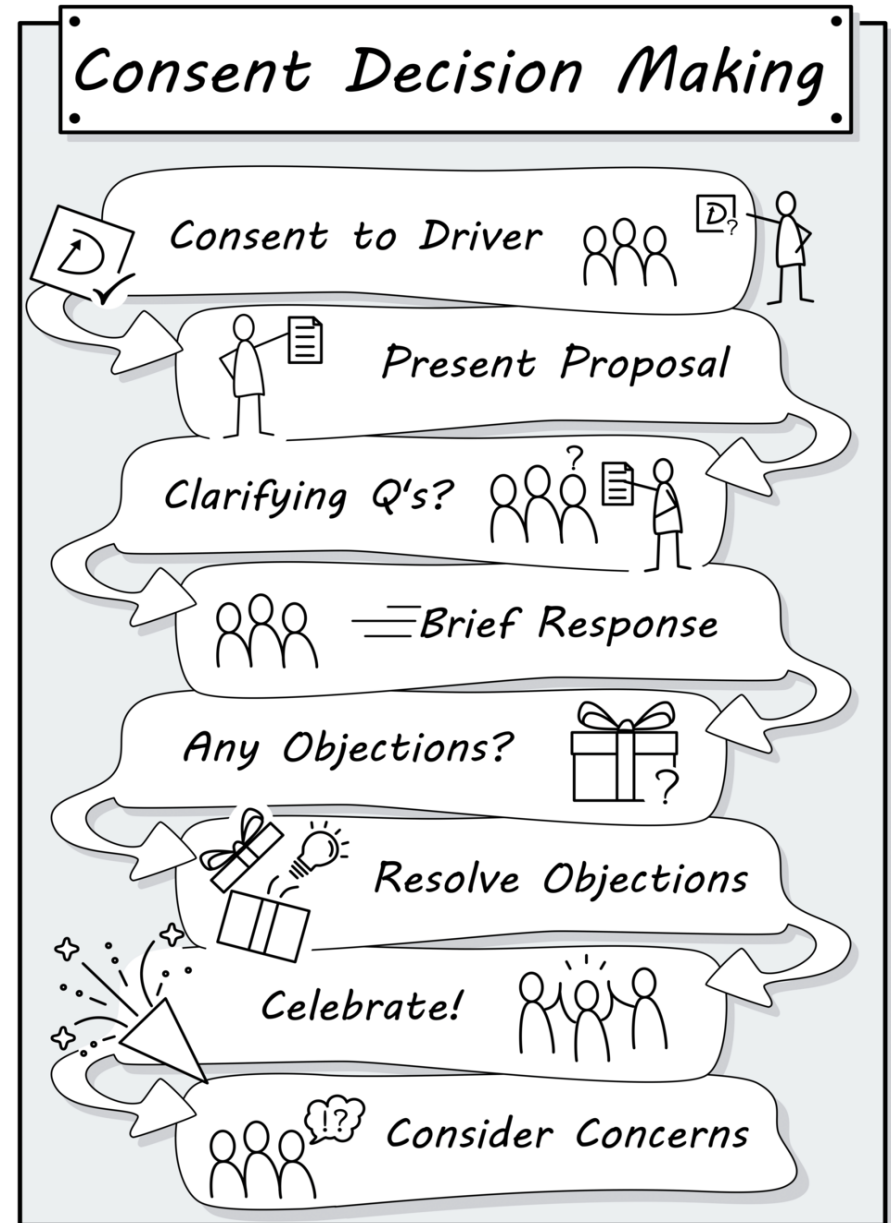 Consent Decision Making
D
D?
Consent to Driver
Present Proposal
Clarifying Q's?
?
Brief Response
Any Objections?
?
Resolve Objections
Celebrate!
!?
Consider Concerns